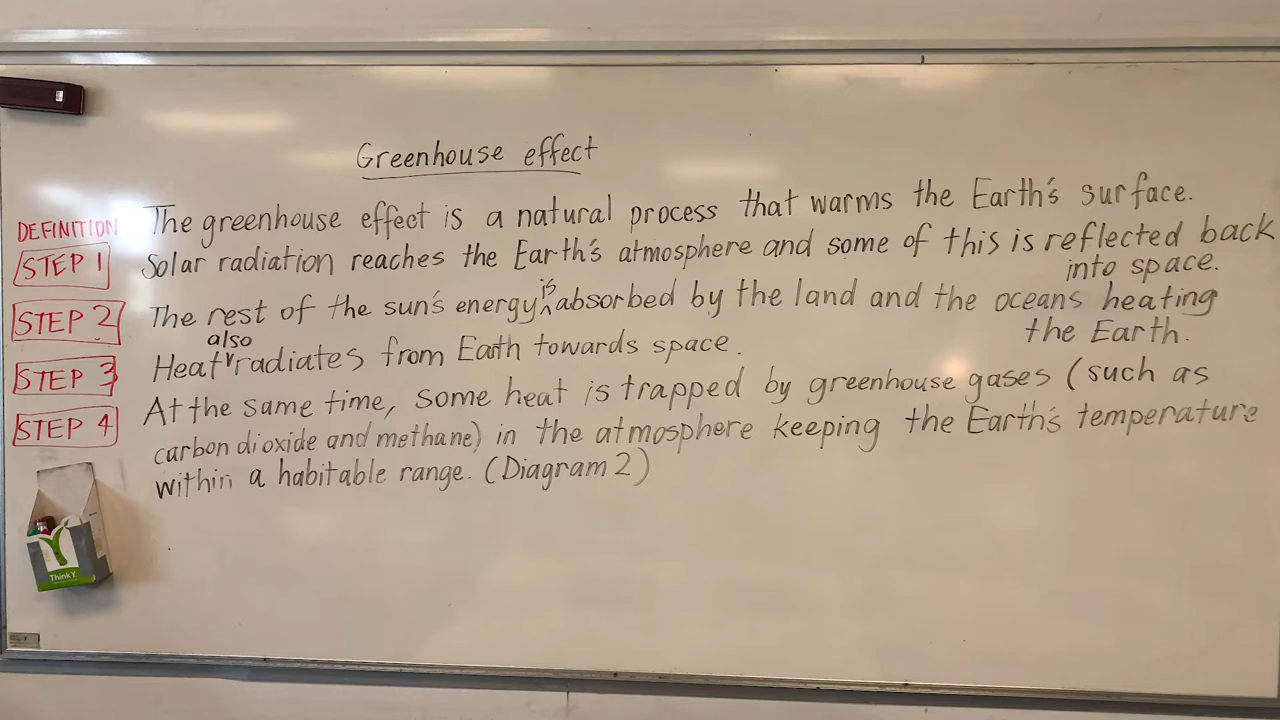 Greenhouse effect
DEFINITION The greenhouse effect is a natural process that warms the Earth's surface.
STEP 1 Solar radiation reaches the Earth's atmosphere and some of this is reflected back
into space.
STEP 2 The rest of the sun's energy is absorbed by the land and the oceans heating
the Earth.
STEP 3 Heat also radiates from Earth towards space.
STEP 4 At the same time, some heat is trapped by greenhouse gases (such as
carbon dioxide and methane) in the atmosphere keeping the Earth's temperature
within a habitable range. (Diagram 2)
ThinkY.